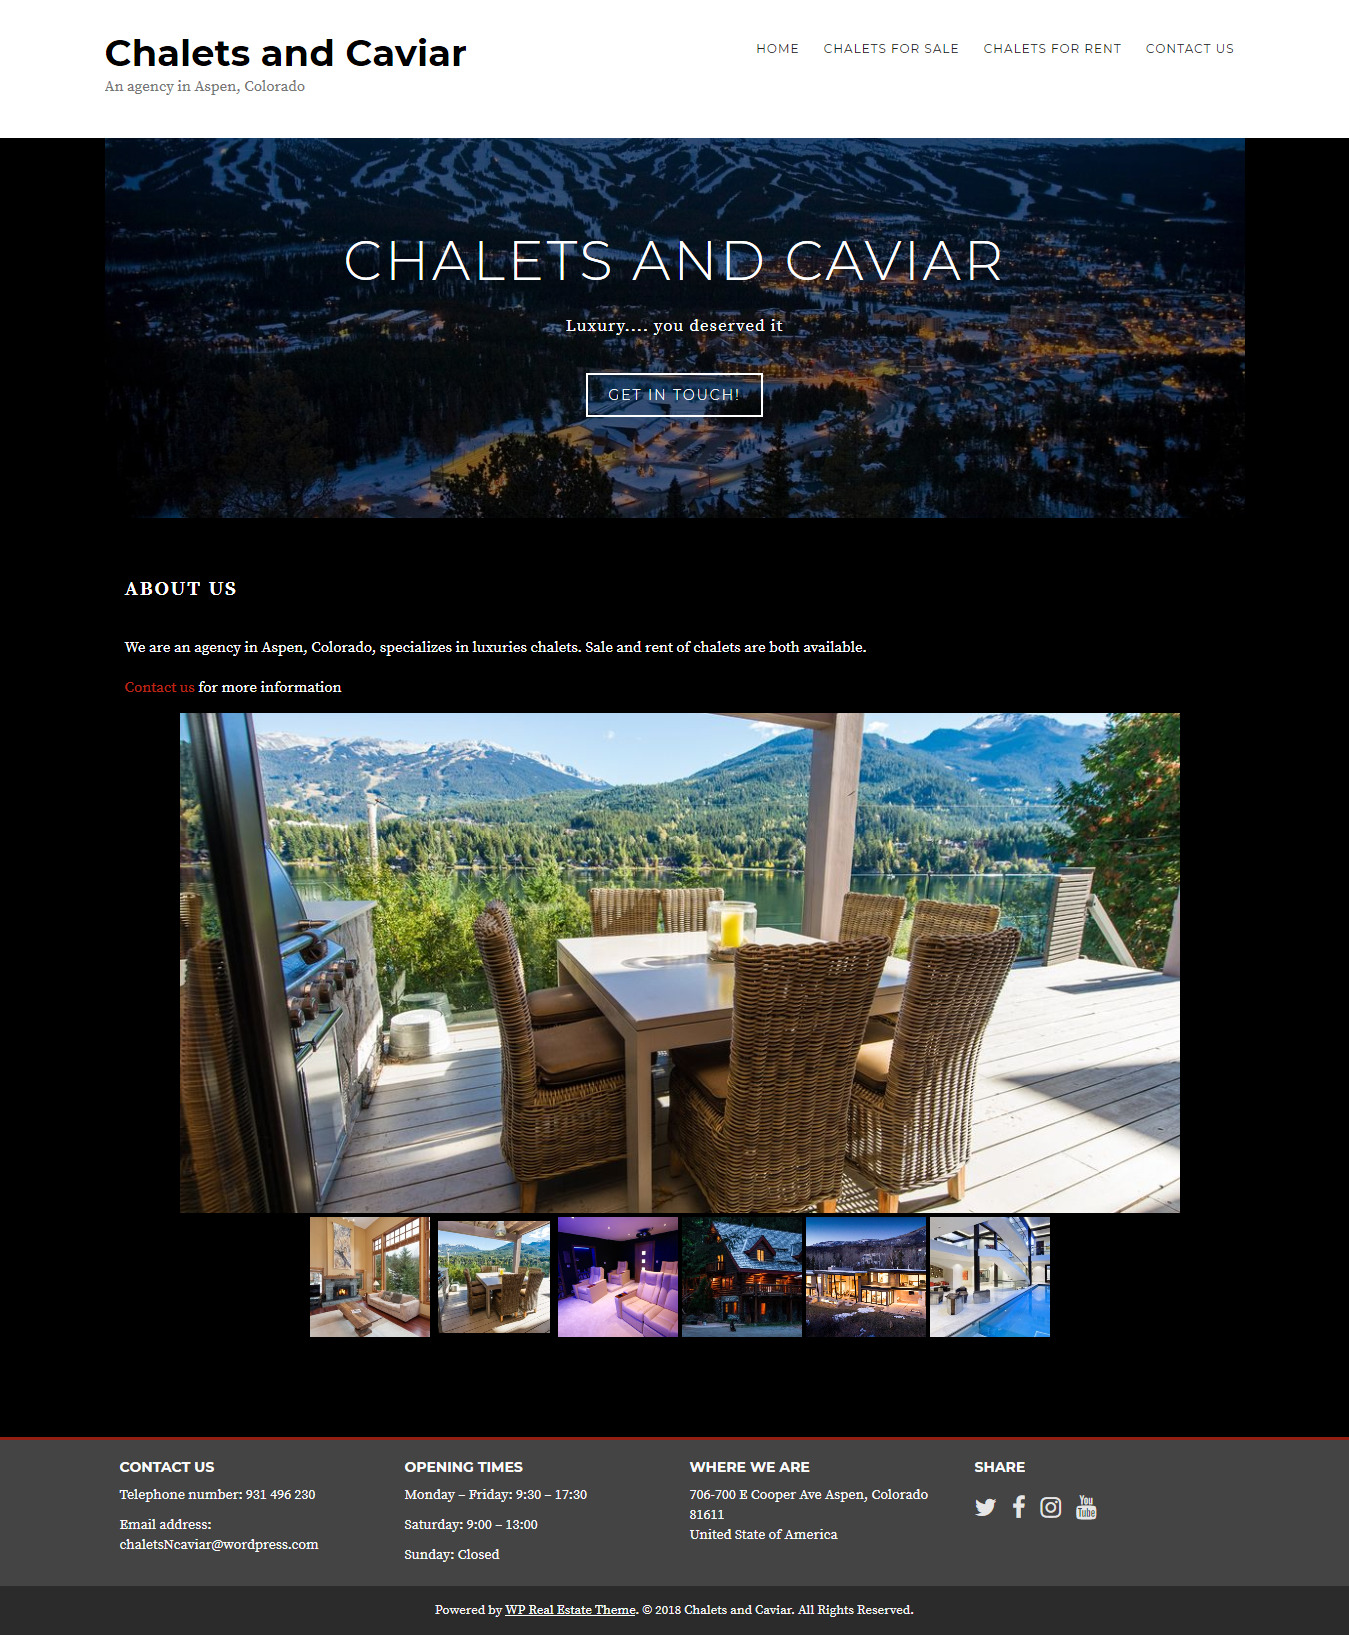 Chalets and Caviar
An agency in Aspen, Colorado
HOME CHALETS FOR SALE CHALETS FOR RENT CONTACT US
CHALETS AND CAVIAR
Luxury.... you deserved it
GET IN TOUCH!
ABOUT US
We are an agency in Aspen, Colorado, specializes in luxuries chalets. Sale and rent of chalets are both available.
Contact us for more information
CONTACT US
Telephone number: 931 496 230
Email address:
chaletsNcaviar@wordpress.com
OPENING TIMES
Monday – Friday: 9:30 – 17:30
Saturday: 9:00 – 13:00
Sunday: Closed
WHERE WE ARE
706-700 E Cooper Ave Aspen, Colorado
81611
United State of America
SHARE
You
Tube
Powered by WP Real Estate Theme. © 2018 Chalets and Caviar. All Rights Reserved.